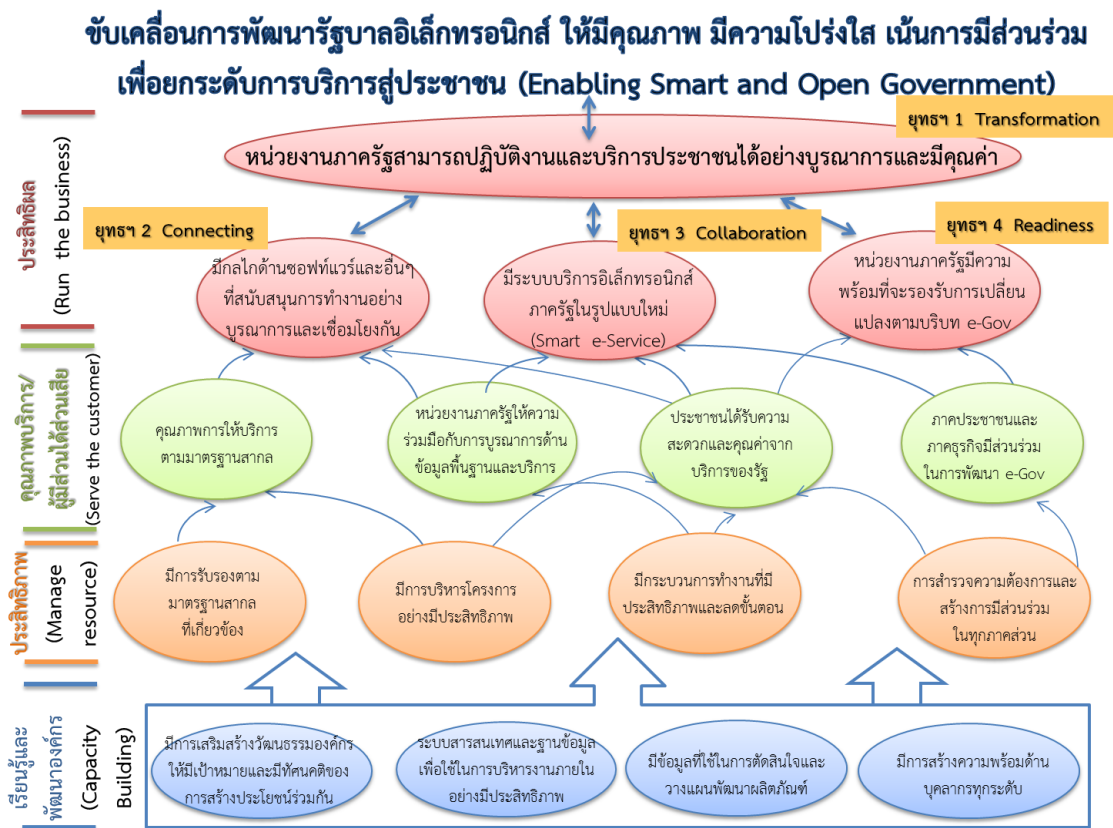 ขับเคลื่อนการพัฒนารัฐบาลอิเล็กทรอนิกส์ ให้มีคุณภาพ มีความโปร่งใส เน้นการมีส่วนร่วม
เพื่อยกระดับการบริการสู่ประชาชน (Enabling Smart and Open Government)
ประสิทธิผล
(Run the business)
ยุทธฯ 1 Transformation
หน่วยงานภาครัฐสามารถปฏิบัติงานและบริการประชาชนได้อย่างบูรณาการและมีคุณค่า
ยุทธฯ 2 Connecting
ยุทธฯ 3 Collaboration
ยุทธฯ 4 Readiness
มีกลไกด้านซอฟท์แวร์และอื่นๆ
ที่สนับสนุนการทำงานอย่าง
บูรณาการและเชื่อมโยงกัน
มีระบบบริการอิเล็กทรอนิกส์
ภาครัฐในรูปแบบใหม่
(Smart e-Service)
หน่วยงานภาครัฐมีความ
พร้อมที่จะรองรับการเปลี่ยน
แปลงตามบริบท e-Gov
คุณภาพบริการ/
ผู้มีส่วนได้ส่วนเสีย
(Serve the customer)
คุณภาพการให้บริการ
ตามมาตรฐานสากล
หน่วยงานภาครัฐให้ความ
ร่วมมือกับการบูรณาการด้าน
ข้อมูลพื้นฐานและบริการ
ประชาชนได้รับความ
สะดวกและคุณค่าจาก
บริการของรัฐ
ภาคประชาชนและ
ภาคธุรกิจมีส่วนร่วม
ในการพัฒนา e-Gov
ประสิทธิภาพ
(Manage
resource)
มีการรับรองตาม
มาตรฐานสากล
ที่เกี่ยวข้อง
มีการบริหารโครงการ
อย่างมีประสิทธิภาพ
มีกระบวนการทำงานที่มี
ประสิทธิภาพและลดขั้นตอน
การสำรวจความต้องการและ
สร้างการมีส่วนร่วม
ในทุกภาคส่วน
เรียนรู้และ
พัฒนาองค์กร
(Capacity
Building)
มีการเสริมสร้างวัฒนธรรมองค์กร
ให้มีเป้าหมายและมีทัศนคติของ
การสร้างประโยชน์ร่วมกัน
ระบบสารสนเทศและฐานข้อมูล
เพื่อใช้ในการบริหารงานภายใน
อย่างมีประสิทธิภาพ
มีข้อมูลที่ใช้ในการตัดสินใจและ
วางแผนพัฒนาผลิตภัณฑ์
มีการสร้างความพร้อมด้าน
บุคลากรทุกระดับ